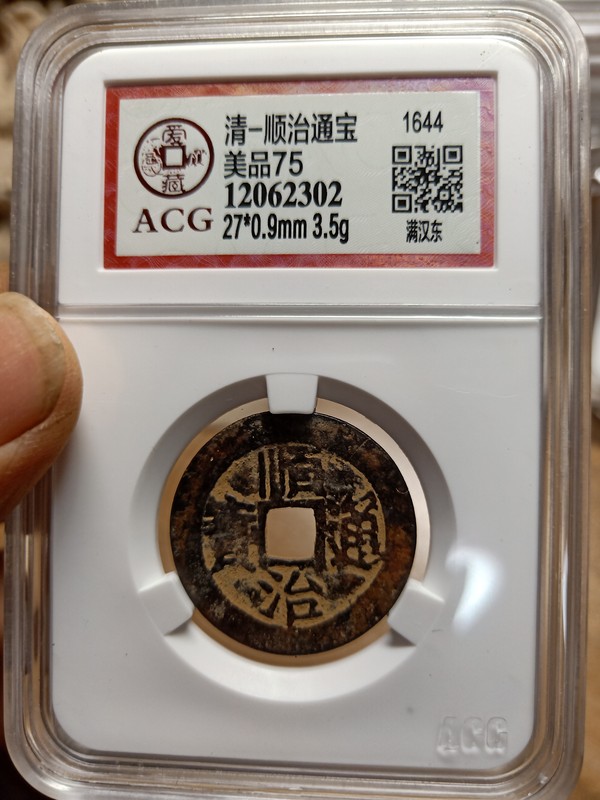 清-顺治通宝
1644
美品75
12062302
ACG
27*0.9mm 3.5g
满汉东
爱
藏
顺
治
通
寶
ACG